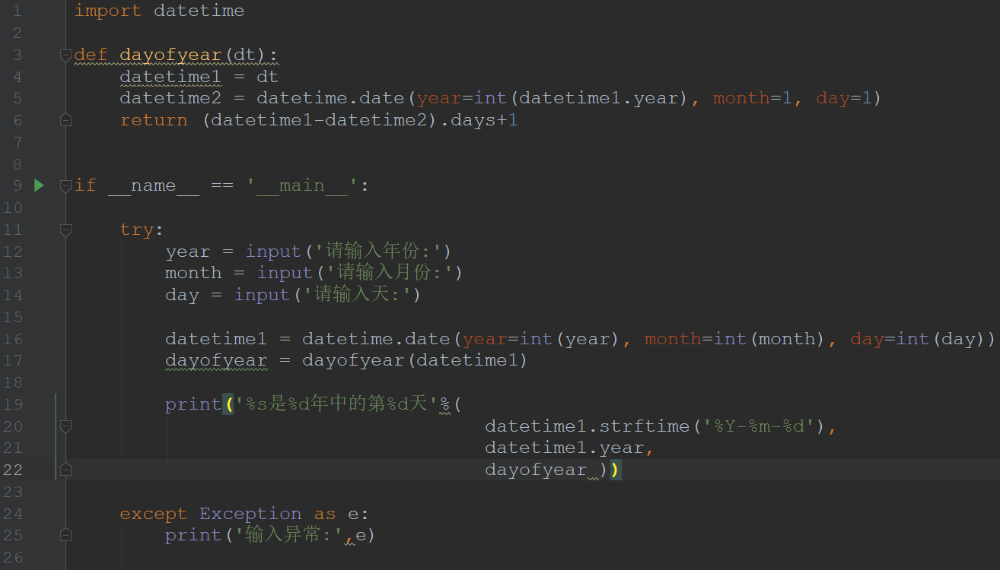 1 import datetime
2
3 def dayofyear(dt):
4     datetime1 = dt
5     datetime2 = datetime.date(year=int(datetime1.year), month=1, day=1)
6     return (datetime1-datetime2).days+1
7
8
9 if __name__ == '__main__':
10
11     try:
12         year = input('请输入年份:')
13         month = input('请输入月份:')
14         day = input('请输入天:')
15
16         datetime1 = datetime.date(year=int(year), month=int(month), day=int(day))
17         dayofyear = dayofyear(datetime1)
18
19         print('%s是%d年中的第%d天'%(
20                                     datetime1.strftime('%Y-%m-%d'),
21                                     datetime1.year,
22                                     dayofyear ))
23
24     except Exception as e:
25         print('输入异常:',e)
26